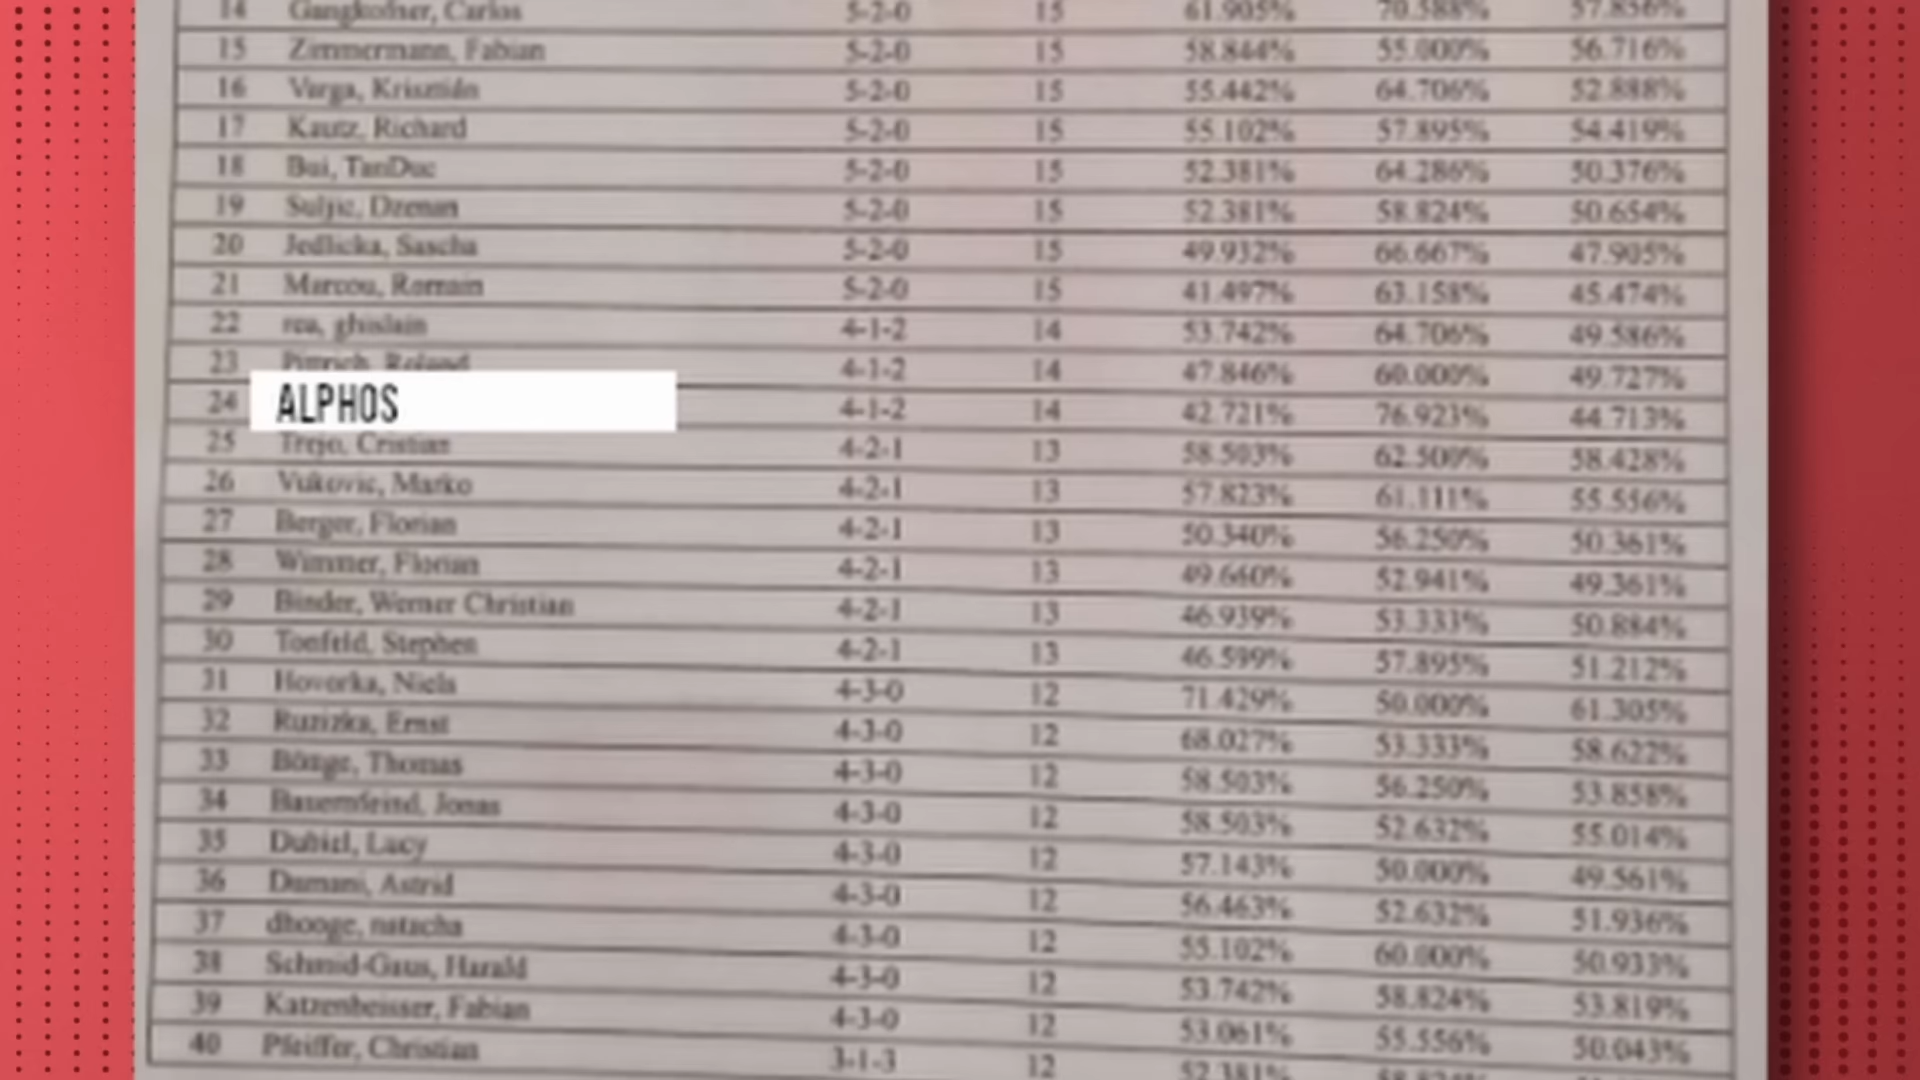 14 Gangkofner, Carlos 5-2-0 15 61.905% 70.588% 57.856%
15 Zimmermann, Fabian 5-2-0 15 58.844% 55.000% 56.716%
16 Varga, Krisztián 5-2-0 15 55.442% 64.706% 52.888%
17 Kautz, Richard 5-2-0 15 55.102% 57.895% 54.419%
18 Bui, TanDuc 5-2-0 15 52.381% 64.286% 50.376%
19 Suljic, Dzenan 5-2-0 15 52.381% 58.824% 50.654%
20 Jedlicka, Sascha 5-2-0 15 49.932% 66.667% 47.905%
21 Marcou, Romain 5-2-0 15 41.497% 63.158% 45.474%
22 rea, ghislain 4-1-2 14 53.742% 64.706% 49.586%
23 Roland 4-1-2 14 47.846% 60.000% 49.727%
24 ALPHOS 4-1-2 14 42.721% 76.923% 44.713%
25 Trejo, Cristian 4-2-1 13 58.503% 62.500% 58.428%
26 Vukovic, Marko 4-2-1 13 57.823% 61.111% 55.556%
27 Berger, Florian 4-2-1 13 50.340% 56.250% 50.361%
28 Wimmer, Florian 4-2-1 13 49.660% 52.941% 49.361%
29 Binder, Werner Christian 4-2-1 13 46.939% 53.333% 50.884%
30 Tonfeld, Stephen 4-2-1 13 46.599% 57.895% 51.212%
31 Hovorka, Niels 4-3-0 12 71.429% 50.000% 61.305%
32 Ruzizka, Ernst 4-3-0 12 68.027% 53.333% 58.622%
33 Thomas 4-3-0 12 58.503% 56.250% 53.858%
34 Bauernfeind, Jonas 4-3-0 12 58.503% 52.632% 55.014%
35 Dubiel, Lucy 4-3-0 12 57.143% 50.000% 49.561%
36 Damani, Astrid 4-3-0 12 56.463% 52.632% 51.936%
37 dhooge, natacha 4-3-0 12 55.102% 60.000% 50.933%
38 Schmid-Gaus, Harald 4-3-0 12 53.742% 58.824% 53.819%
39 Katzenbeisser, Fabian 4-3-0 12 53.061% 55.556% 50.043%
40 Pfeiffer, Christian 3-1-3 12 52.381%